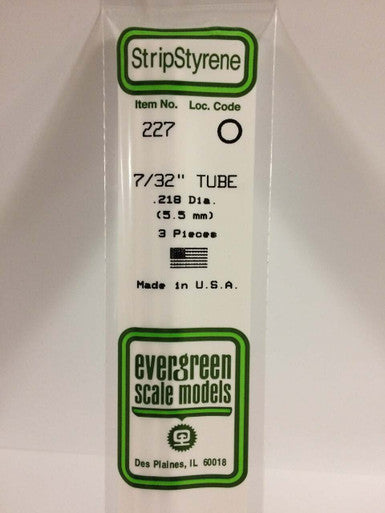 StripStyrene
Item No. Loc. Code
227
7/32" TUBE
.218 Dia.
(5.5 mm)
3 Pieces
Made in U.S.A.
evergreen
scale models
Des Plaines, IL 60018